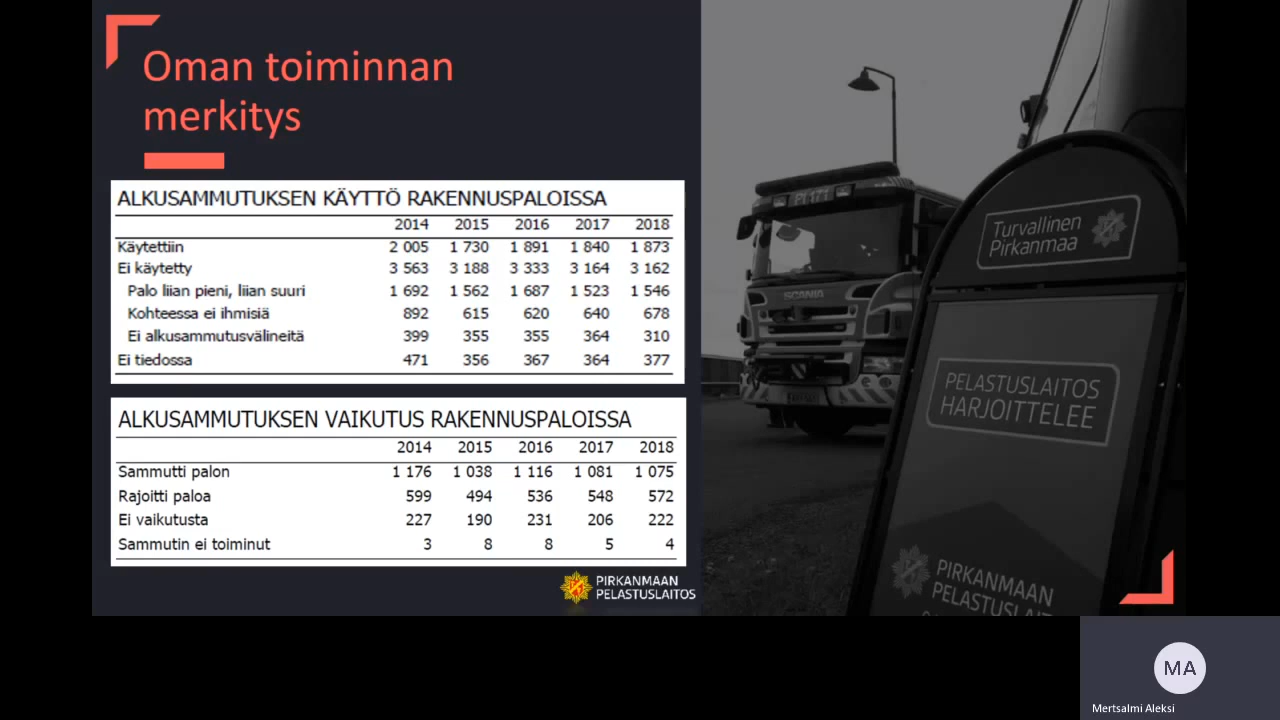 Oman toiminnan
merkitys
ALKUSAMMUTUKSEN KÄYTTÖ RAKENNUSPALOISSA
2014 2015 2016 2017 2018
Käytettiin 2 005 1 730 1 891 1 840 1 873
Ei käytetty 3 563 3 188 3 333 3 164 3 162
Palo liian pieni, liian suuri 1 692 1 562 1 687 1 523 1 546
Kohteessa ei ihmisiä 892 615 620 640 678
Ei alkusammutusvälineitä 399 355 355 364 310
Ei tiedossa 471 356 367 364 377
ALKUSAMMUTUKSEN VAIKUTUS RAKENNUSPALOISSA
2014 2015 2016 2017 2018
Sammutti palon 1 176 1 038 1 116 1 081 1 075
Rajoitti paloa 599 494 536 548 572
Ei vaikutusta 227 190 231 206 222
Sammutin ei toiminut 3 8 8 5 4
PIRKANMAAN
PELASTUSLAITOS
PI 171
SCANIA
Turvallinen
Pirkanmaa
PELASTUSLAITOS
HARJOITTELEE
PIRKANMAAN
PELASTUSLAIT
MA
Mertsalmi Aleksi